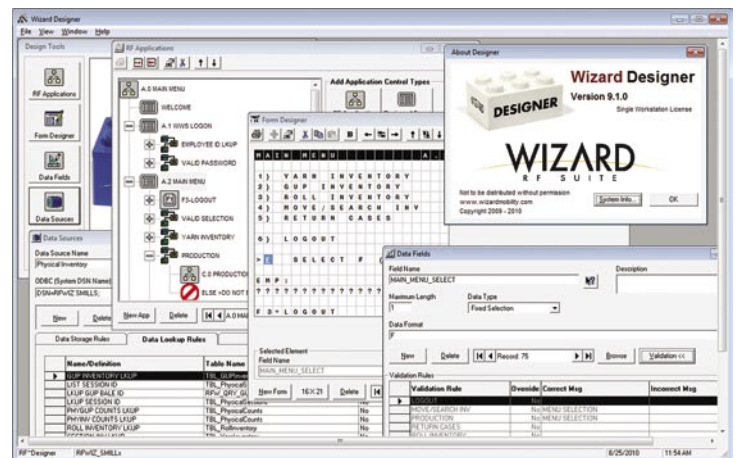 Wizard Designer
File View Window Help
Design Tools
RF Applications
Form Designer
Data Fields
Data Sources
RF Applications
A.0 MAIN MENU
WELCOME
A.1 WWS LOGON
EMPLOYEE ID LKUP
VALID PASSWORD
A.2 MAIN MENU
F3-LOGOUT
VALID SELECTION
YARN INVENTORY
PRODUCTION
C.0 PRODUCTIO
ELSE >DO NOT
New App Delete A.0 MAI
Add Application Control Types
Form Designer
MAIN MENU
1) YARN INVENTORY
2) GUP INVENTORY
3) ROLL INVENTORY
4) MOVE/SEARCH INV
5) RETURN CASES
6) LOGOUT
SELECT F
EMP:
F3=LOGOUT
Selected Element
Field Name
MAIN_MENU_SELECT
New Form 16X21 Delete
About Designer
DESIGNER
Wizard Designer
Version 9.1.0
Single Workstation License
WIZARD
RF SUITE
Not to be distributed without permission
www.wizardmobility.com
Copyright 2009 - 2010
System Info...
OK
Data Sources
Data Source Name
Physical Inventory
ODBC (System DSN Name)
DSN=RFWIZ_SMILLS;
New Delete
Data Storage Rules Data Lookup Rules
Name/Definition Table Name
GUP INVENTORY LKUP
LIST SESSION ID
LKUP GUP BALE ID
LKUP SESSION ID
PHYGUP COUNTS LKUP TBL_PhysicalCounts No
PHYINV COUNTS LKUP TBL_PhysicalCounts No
ROLL INVENTORY LKUP TBL_RollInventory No
Data Fields
Field Name Description
MAIN_MENU_SELECT
Maximum Length Data Type
1 Fixed Selection
Data Format
F
New Delete Record: 75 Browse Validation <<
Validation Rules
Validation Rule Override Correct Msg Incorrect Msg
LOGOUT No
MOVE/SEARCH INV No MENU SELECTION
PRODUCTION No MENU SELECTION
RETURN CASES No
RF~Designer RFWIZ_SMILLs 8/25/2010 11:54 AM